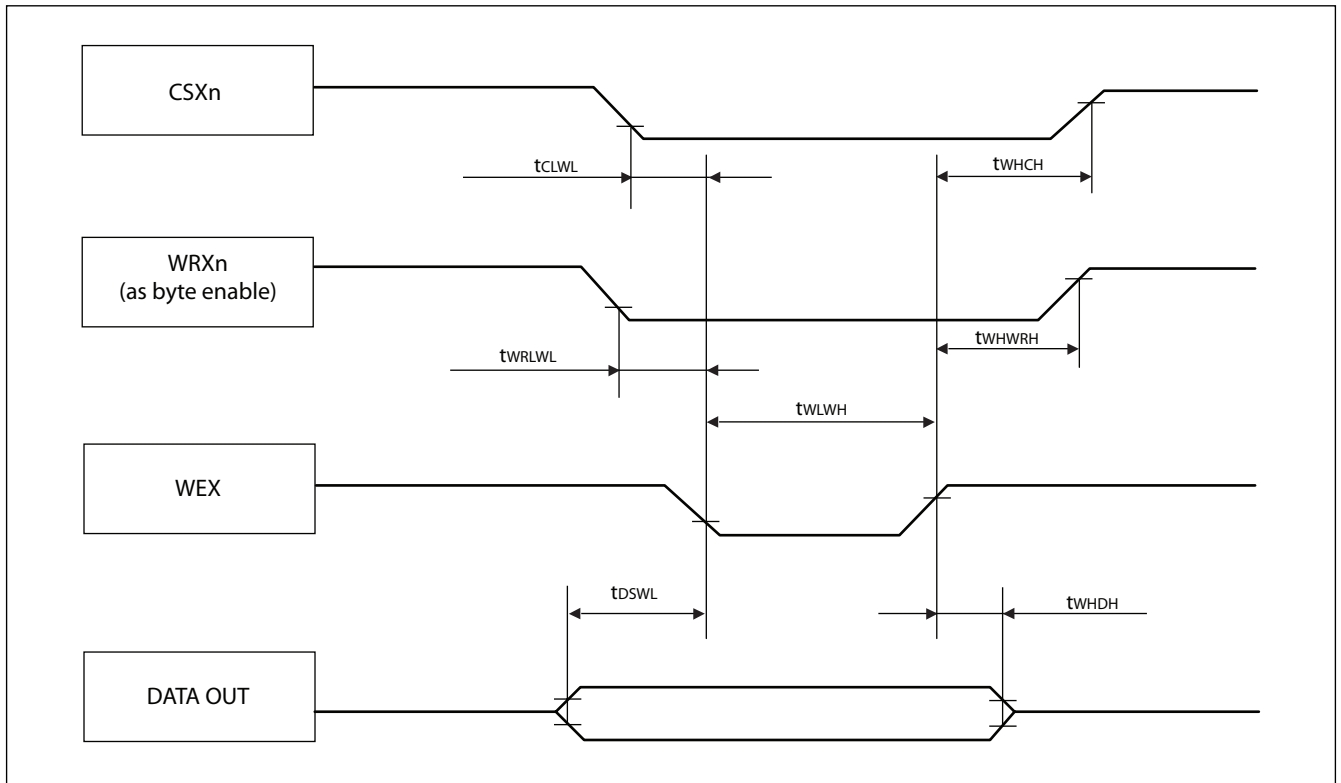 CSXn
tCLWL
tWHCH
WRXn
(as byte enable)
tWRLWL
tWHWRH
tWLWH
WEX
tDSWL
tWHDH
DATA OUT